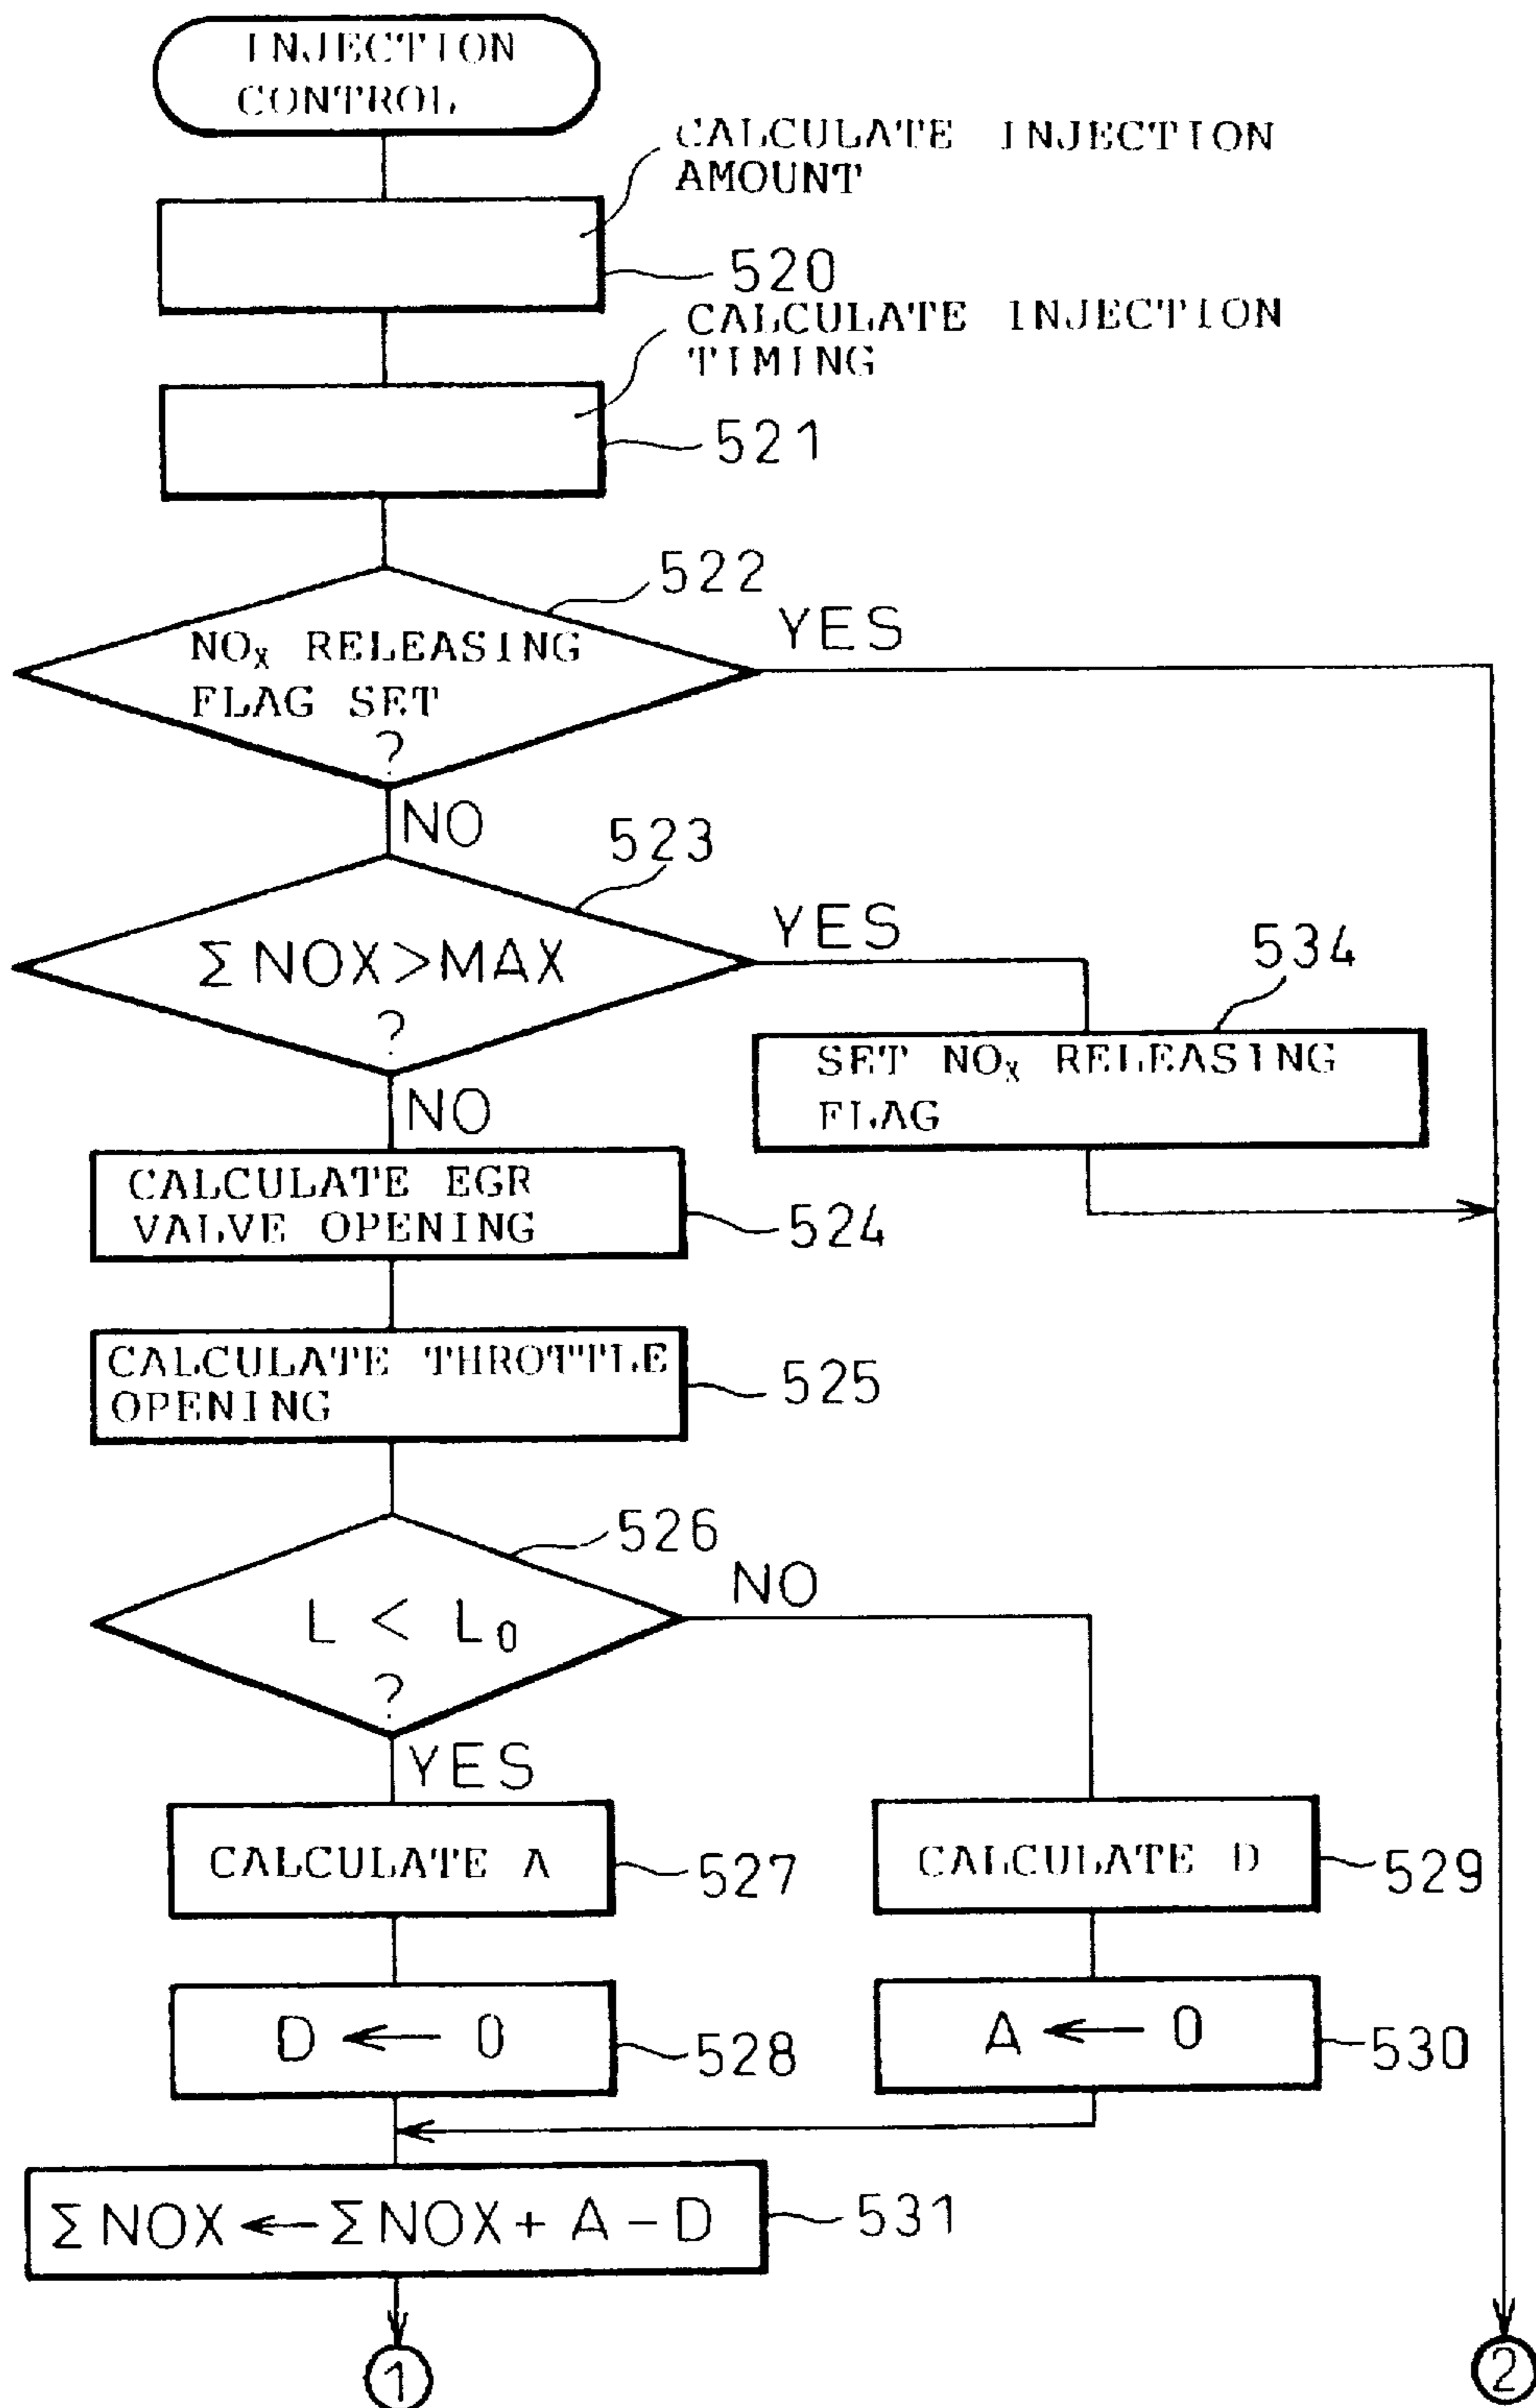 INJECTION
CONTROL
CALCULATE INJECTION
AMOUNT
520
CALCULATE INJECTION
TIMING
521
522
NOx RELEASING
FLAG SET
?
YES
NO
523
ΣNOX>MAX
?
YES
534
SET NOx RELEASING
FLAG
NO
CALCULATE EGR
VALVE OPENING
524
CALCULATE THROTTLE
OPENING
525
526
L < L0
?
NO
YES
CALCULATE A
527
CALCULATE D
529
D ← 0
528
A ← 0
530
ΣNOX ← ΣNOX + A - D
531
1
2